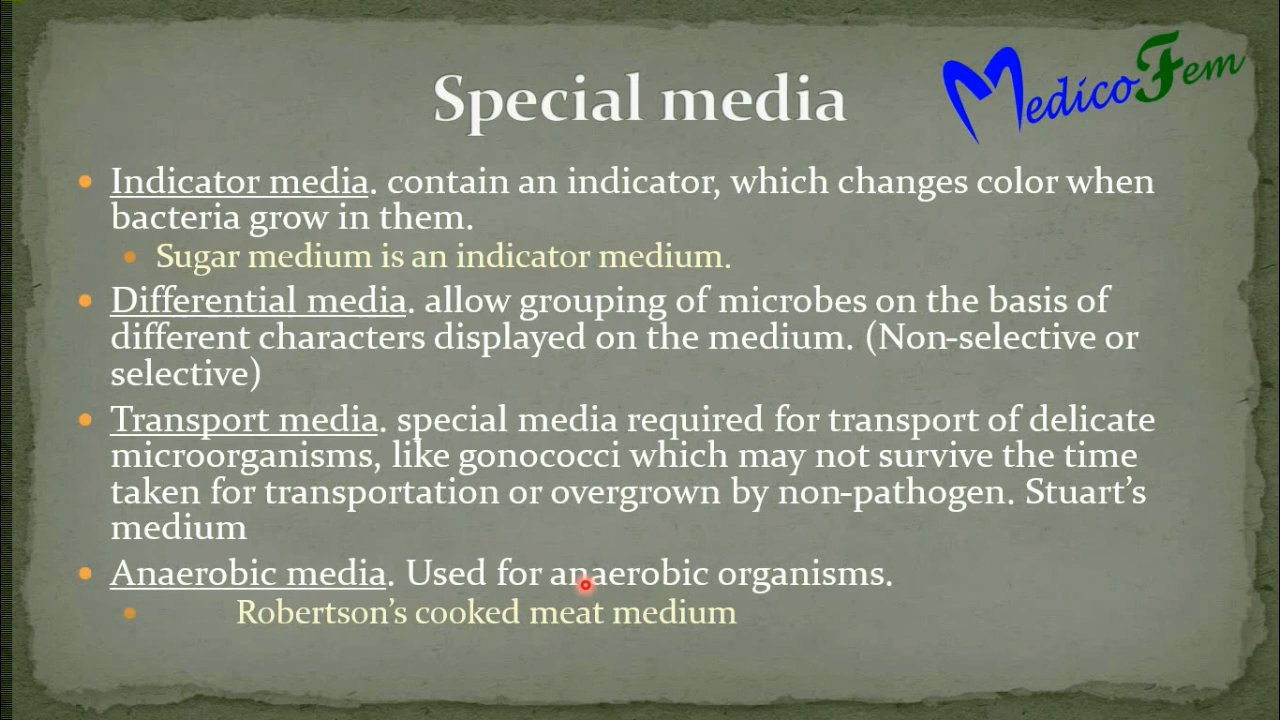 MedicoFem
Special media
• Indicator media. contain an indicator, which changes color when
bacteria grow in them.
• Sugar medium is an indicator medium.
• Differential media. allow grouping of microbes on the basis of
different characters displayed on the medium. (Non-selective or
selective)
• Transport media. special media required for transport of delicate
microorganisms, like gonococci which may not survive the time
taken for transportation or overgrown by non-pathogen. Stuart’s
medium
• Anaerobic media. Used for anaerobic organisms.
• Robertson’s cooked meat medium